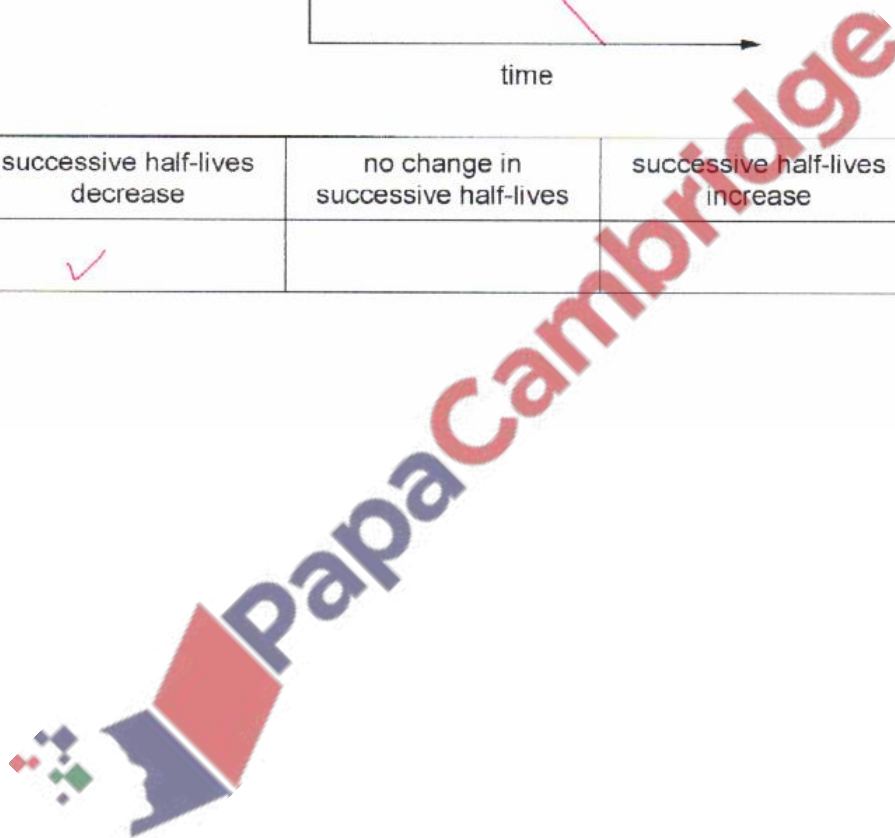 time
successive half-lives
decrease
no change in
successive half-lives
successive half-lives
increase
✓
PapaCambridge